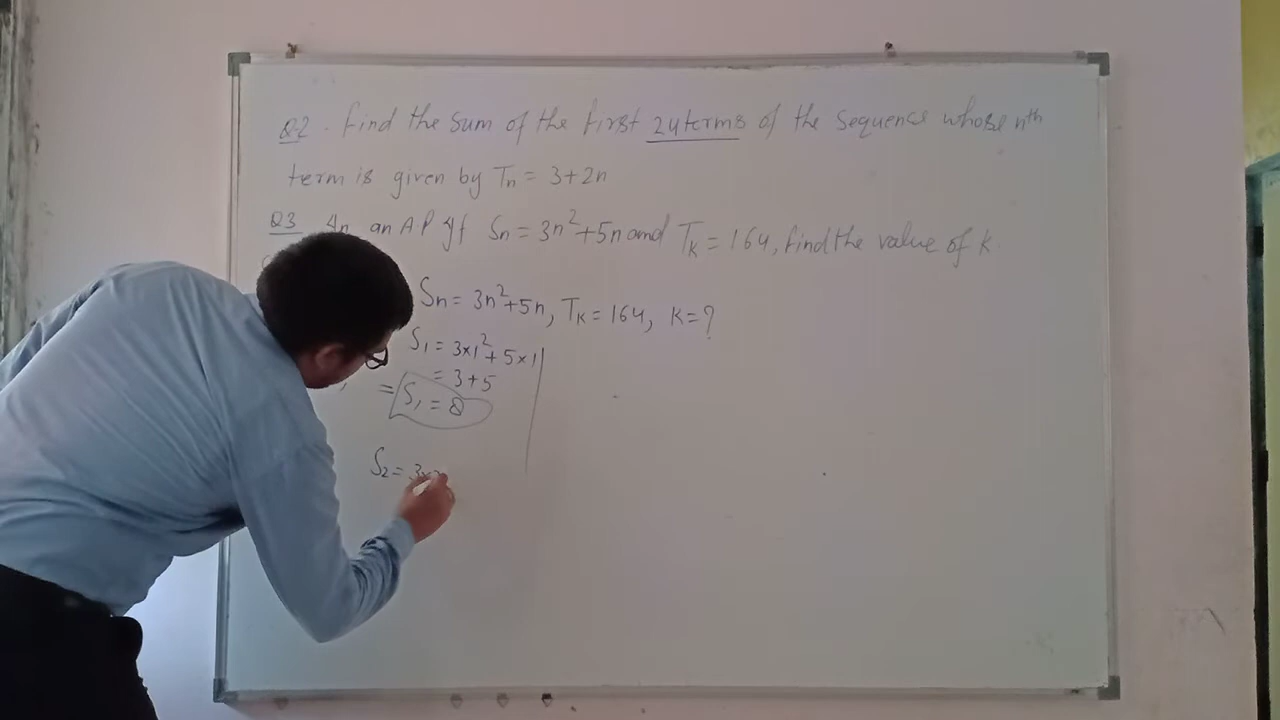 Q2. Find the sum of the first 24 terms of the sequence whose nth
term is given by Tn = 3+2n
Q3 In an AP If Sn = 3n²+5n and TK = 164, find the value of k.
Sn = 3n²+5n, TK = 164, K = ?
S1 = 3×1²+5×1
= 3+5
= S1 = 8
S2 = 3×